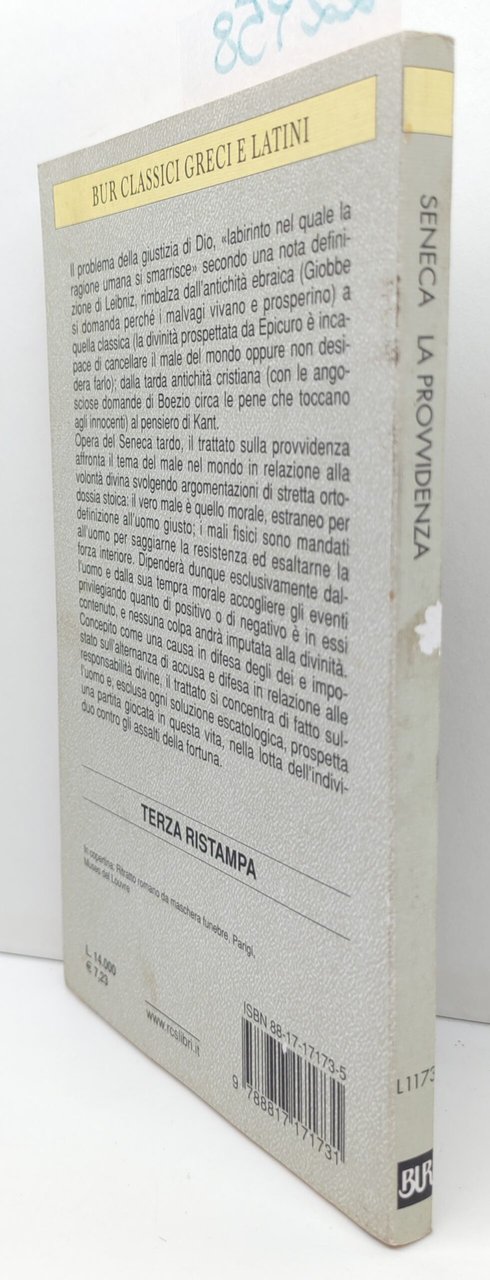 BUR CLASSICI GRECI E LATINI
Il problema della giustizia di Dio, «labirinto nel quale la
ragione umana si smarrisce» secondo una nota defini-
zione di Leibniz, rimbalza dall'antichità ebraica (Giobbe
si domanda perché i malvagi vivano e prosperino) a
quella classica (la divinità prospettata da Epicuro è inca-
pace di cancellare il male del mondo oppure non desi-
dera farlo); dalla tarda antichità cristiana (con le ango-
sciose domande di Boezio circa le pene che toccano
agli innocenti) al pensiero di Kant.
Opera del Seneca tardo, il trattato sulla provvidenza
affronta il tema del male nel mondo in relazione alla
volontà divina svolgendo argomentazioni di stretta orto-
dossia stoica: il vero male è quello morale, estraneo per
definizione all'uomo giusto; i mali fisici sono mandati
all'uomo per saggiarne la resistenza ed esaltarne la
forza interiore. Dipenderà dunque esclusivamente dal-
l'uomo e dalla sua tempra morale accogliere gli eventi
privilegiando quanto di positivo o di negativo è in essi
contenuto, e nessuna colpa andrà imputata alla divinità.
Concepito come una causa in difesa degli dei e impo-
stato sull'alternanza di accusa e difesa in relazione alle
responsabilità divine, il trattato si concentra di fatto sul-
l'uomo e, esclusa ogni soluzione escatologica, prospetta
una partita giocata in questa vita, nella lotta dell'indivi-
duo contro gli assalti della fortuna.
TERZA RISTAMPA
In copertina: Ritratto romano da maschera funebre, Parigi,
Museo del Louvre
L. 14.000
€ 7,23
www.rcslibri.it
ISBN 88-17-17173-5
9 788817 171731
SENECA LA PROVVIDENZA
L1173
BUR